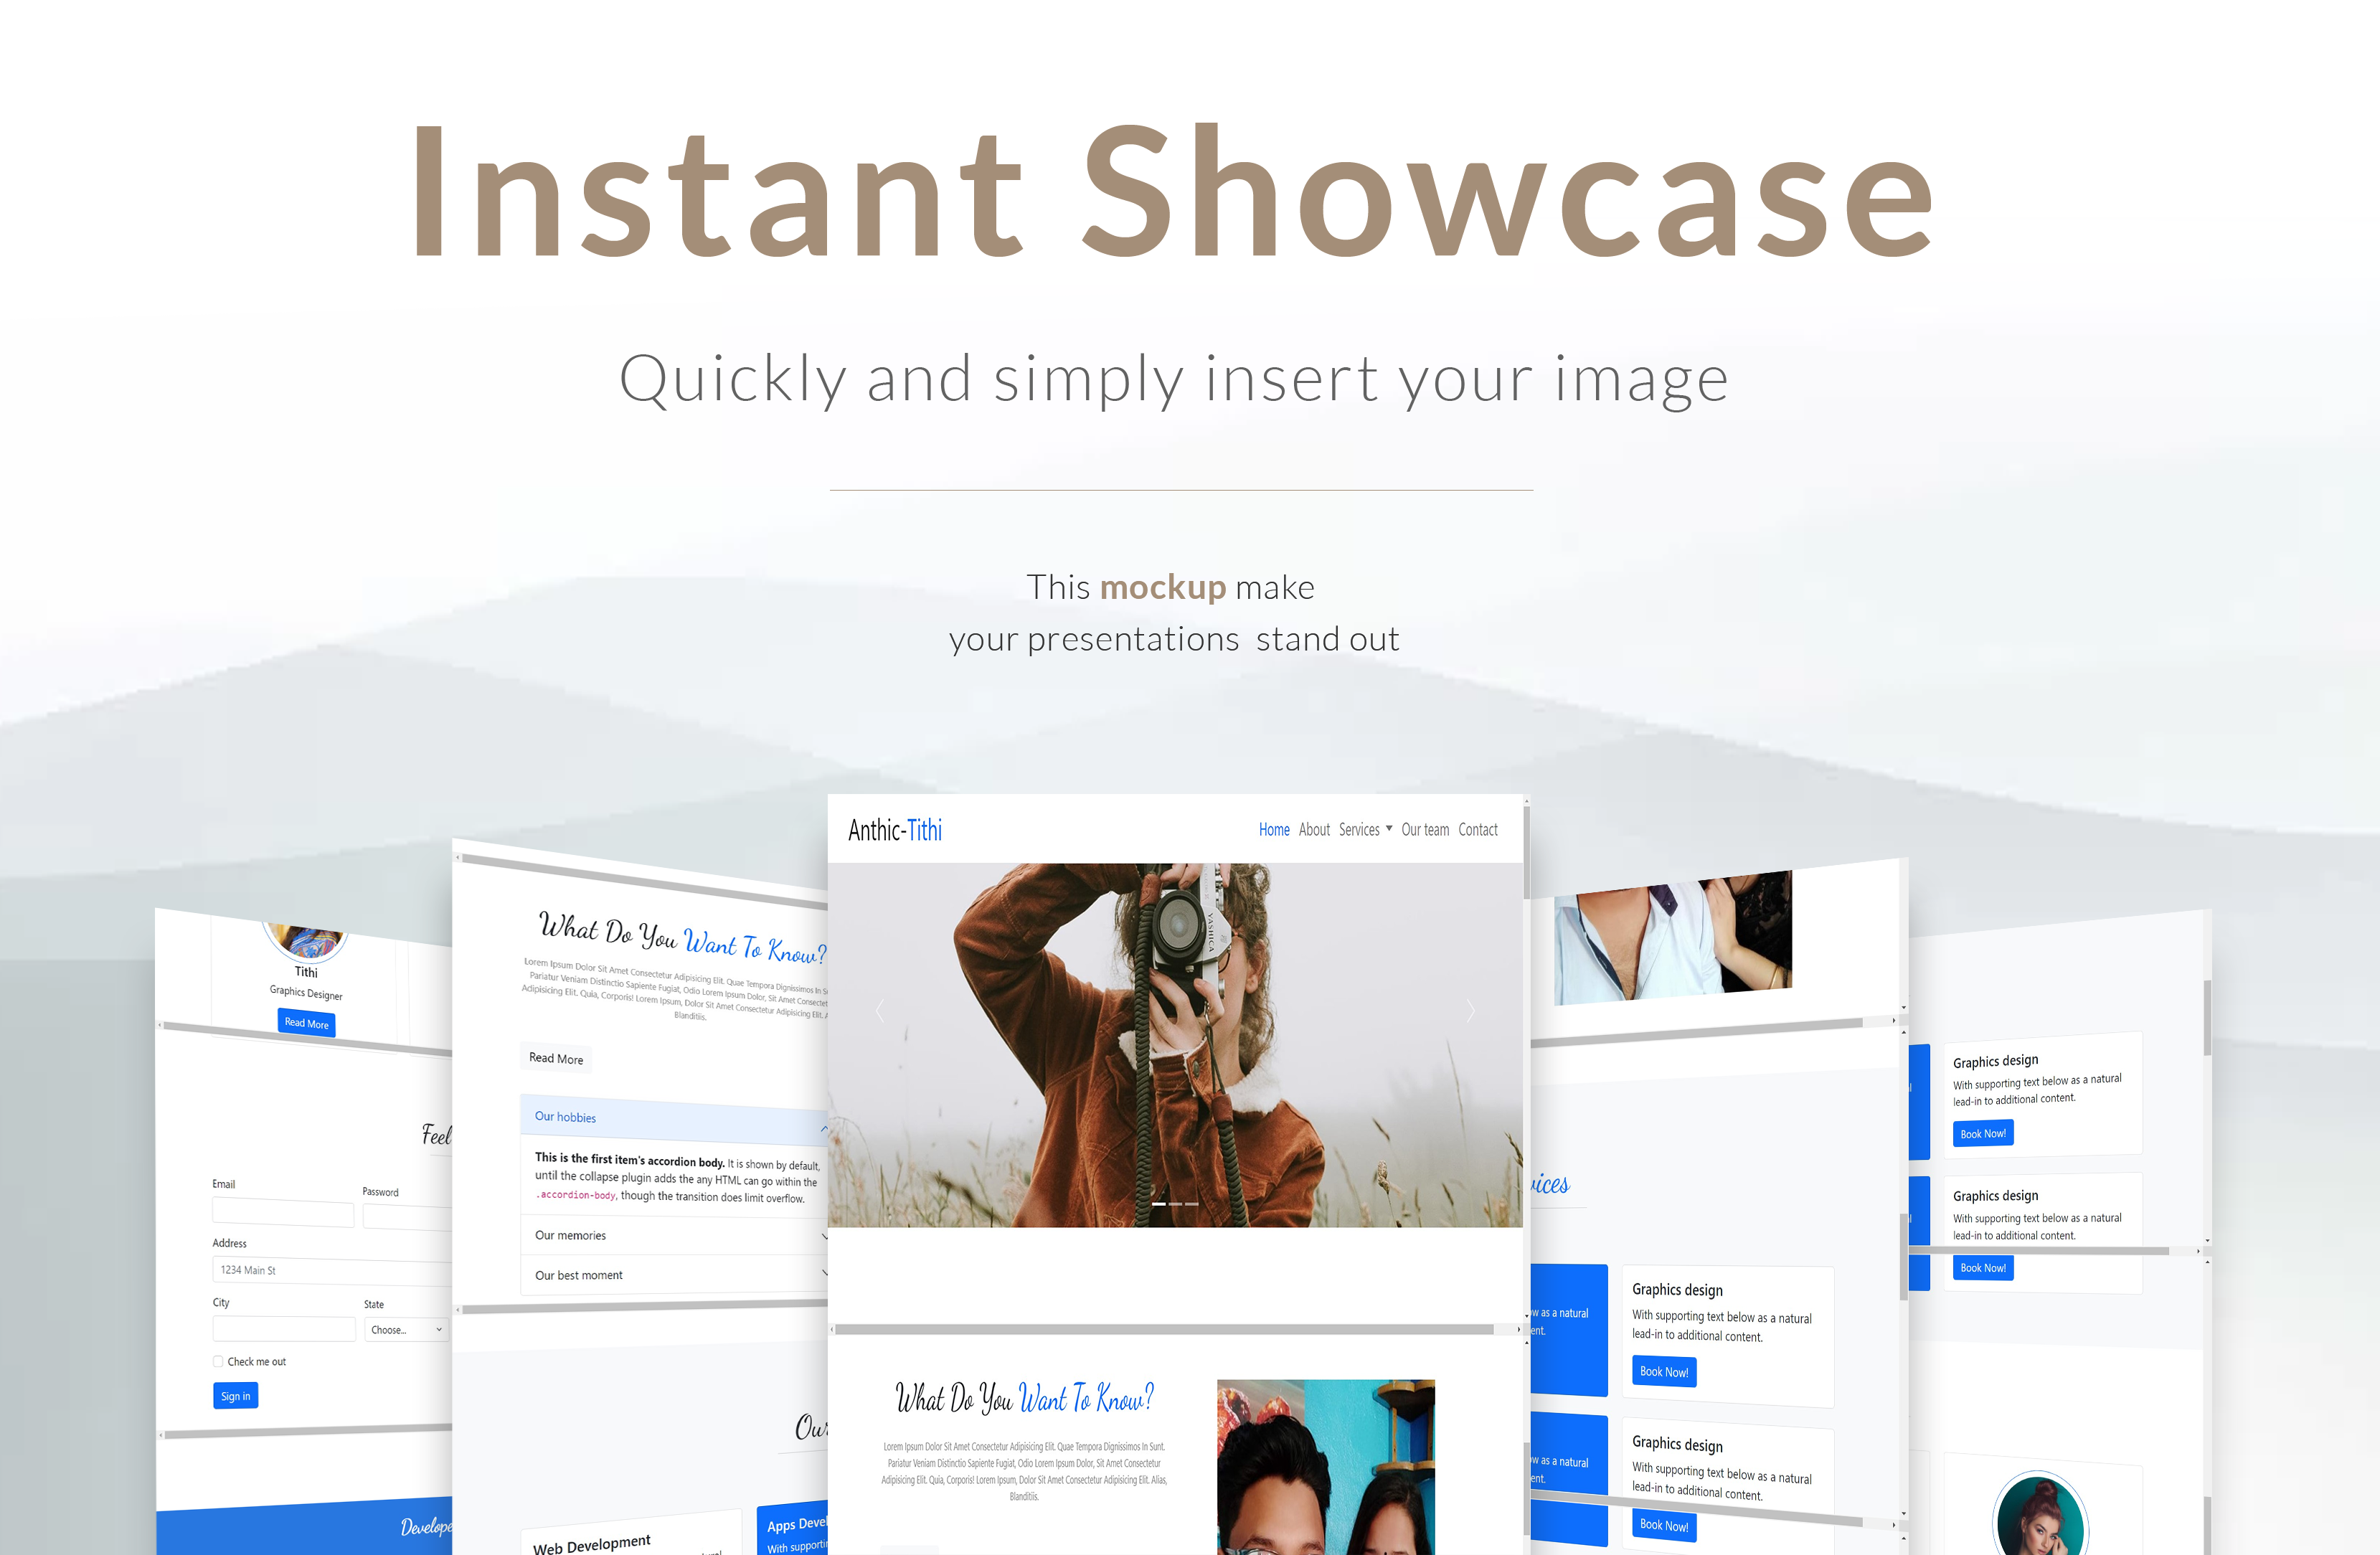 Instant Showcase
Quickly and simply insert your image
This mockup make
your presentations stand out
Tithi
Graphics Designer
Read More
Feel
Email
Password
Address
1234 Main St
City
State
Choose...
Check me out
Sign in
Develope
What Do You Want To Know?
Lorem Ipsum Dolor Sit Amet Consectetur Adipisicing Elit. Quae Tempora Dignissimos In
Pariatur Veniam Distinctio Sapiente Fugiat, Odio Lorem Ipsum Dolor, Sit Amet
Adipisicing Elit. Quia, Corporis! Lorem Ipsum, Dolor Sit Amet Consectetur Adipisicing Elit.
Blanditiis.
Read More
Our hobbies
This is the first item's accordion body. It is shown by default,
until the collapse plugin adds the any HTML can go within the
.accordion-body, though the transition does limit overflow.
Our memories
Our best moment
Our
Web Development
Apps Devel
With supporti
Anthic-Tithi
Home About Services Our team Contact
YASHICA
What Do You Want To Know?
Lorem Ipsum Dolor Sit Amet Consectetur Adipisicing Elit. Quae Tempora Dignissimos In Sunt.
Pariatur Veniam Distinctio Sapiente Fugiat, Odio Lorem Ipsum Dolor, Sit Amet Consectetur
Adipisicing Elit. Quia, Corporis! Lorem Ipsum, Dolor Sit Amet Consectetur Adipisicing Elit. Alias,
Blanditiis.
vices
w as a natural
ent.
Graphics design
With supporting text below as a natural
lead-in to additional content.
Book Now!
w as a natural
ent.
Graphics design
With supporting text below as a natural
lead-in to additional content.
Book Now!
Graphics design
With supporting text below as a natural
lead-in to additional content.
Book Now!
Graphics design
With supporting text below as a natural
lead-in to additional content.
Book Now!